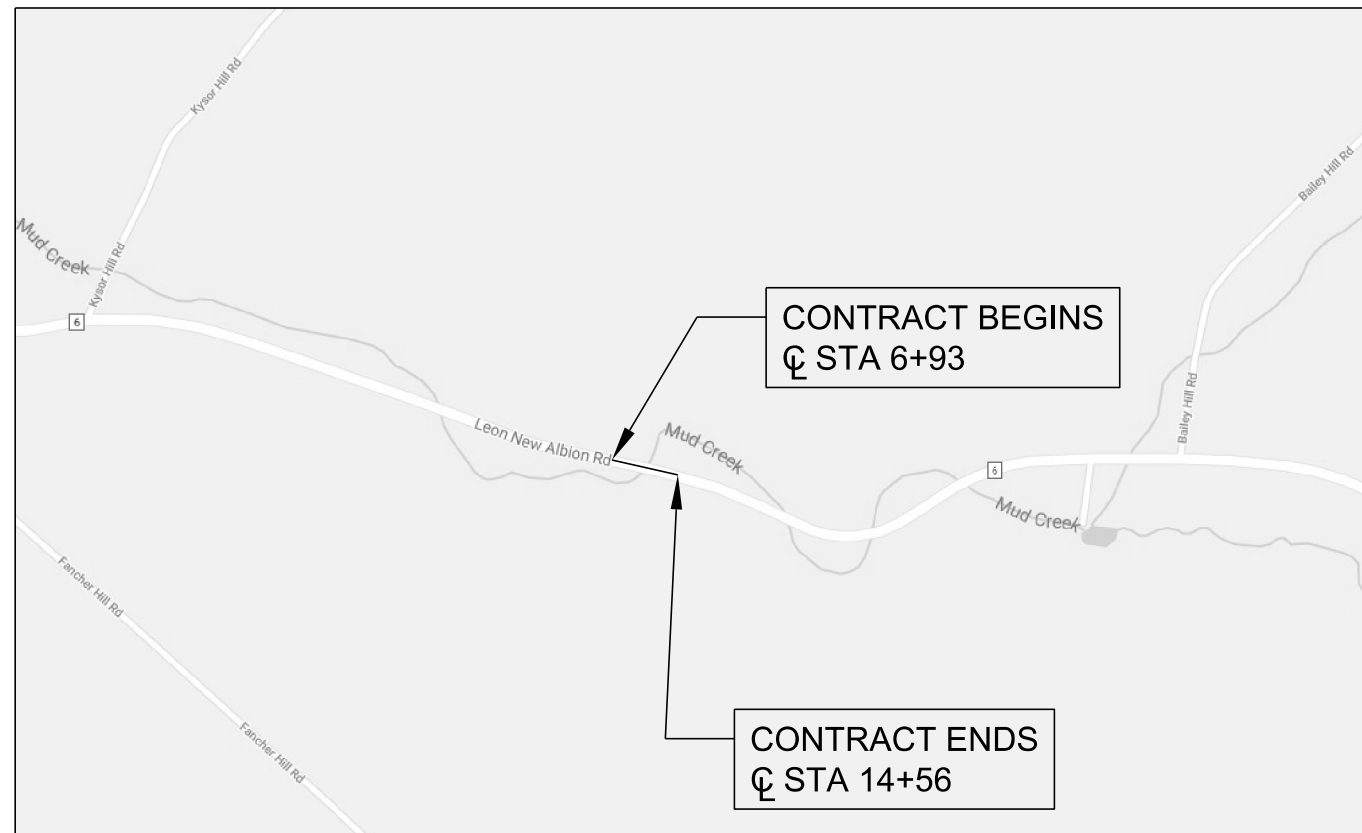 Kysor Hill Rd
Bailey Hill Rd
Mud Creek
Kysor Hill Rd
6
CONTRACT BEGINS
℄ STA 6+93
Bailey Hill Rd
Leon New Albion Rd
Mud Creek
6
Mud Creek
Fancher Hill Rd
Fancher Hill Rd
CONTRACT ENDS
℄ STA 14+56